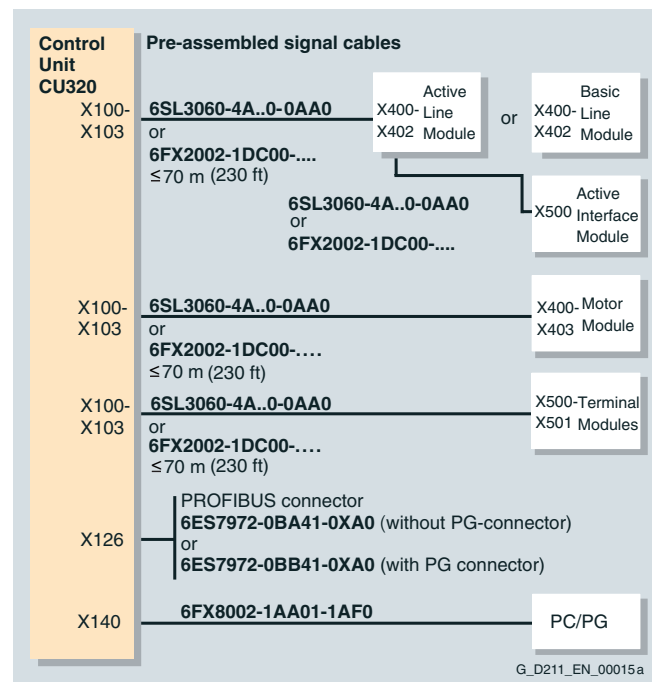 Control
Unit
CU320
Pre-assembled signal cables
X100-
X103
6SL3060-4A..0-0AA0
or
6FX2002-1DC00-....
≤70 m (230 ft)
Active
X400- Line
X402 Module
or
Basic
X400- Line
X402 Module
6SL3060-4A..0-0AA0
or
6FX2002-1DC00-....
Active
X500 Interface
Module
X100-
X103
6SL3060-4A..0-0AA0
or
6FX2002-1DC00-....
≤70 m (230 ft)
X400- Motor
X403 Module
X100-
X103
6SL3060-4A..0-0AA0
or
6FX2002-1DC00-....
≤70 m (230 ft)
X500-Terminal
X501 Modules
X126
PROFIBUS connector
6ES7972-0BA41-0XA0 (without PG-connector)
or
6ES7972-0BB41-0XA0 (with PG connector)
X140
6FX8002-1AA01-1AF0
PC/PG
G_D211_EN_00015a